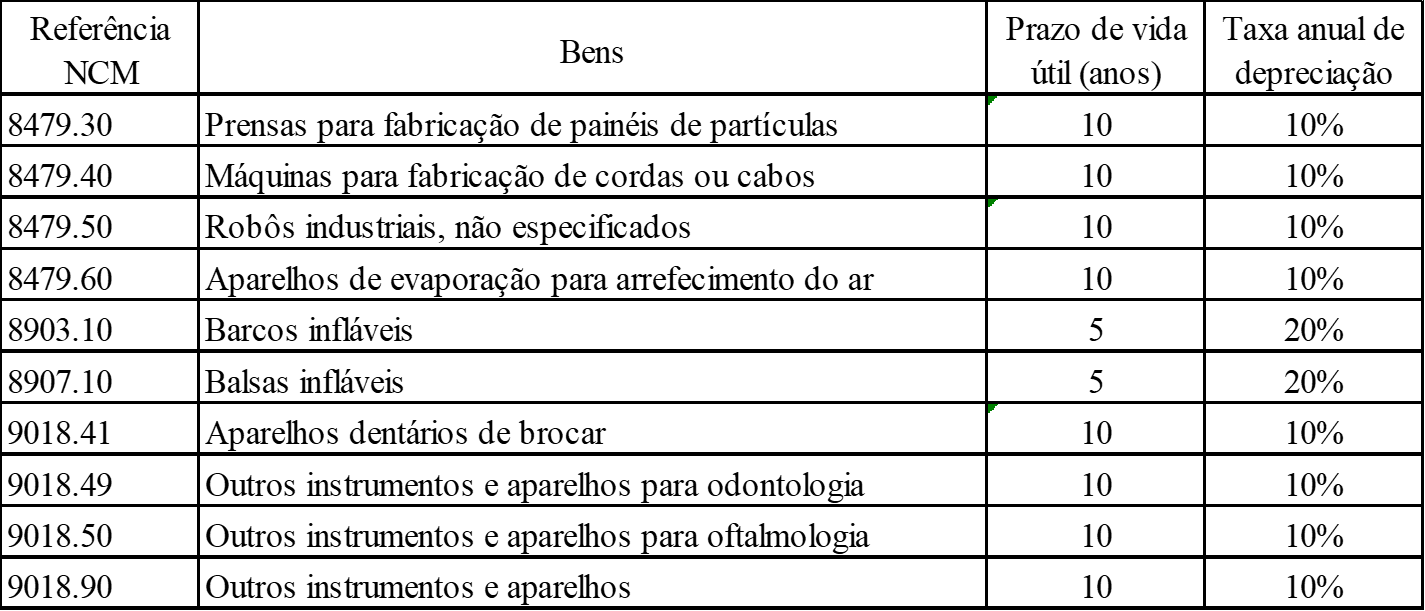 Referência NCM Bens Prazo de vida útil (anos) Taxa anual de depreciação
8479.30 Prensas para fabricação de painéis de partículas 10 10%
8479.40 Máquinas para fabricação de cordas ou cabos 10 10%
8479.50 Robôs industriais, não especificados 10 10%
8479.60 Aparelhos de evaporação para arrefecimento do ar 10 10%
8903.10 Barcos infláveis 5 20%
8907.10 Balsas infláveis 5 20%
9018.41 Aparelhos dentários de brocar 10 10%
9018.49 Outros instrumentos e aparelhos para odontologia 10 10%
9018.50 Outros instrumentos e aparelhos para oftalmologia 10 10%
9018.90 Outros instrumentos e aparelhos 10 10%